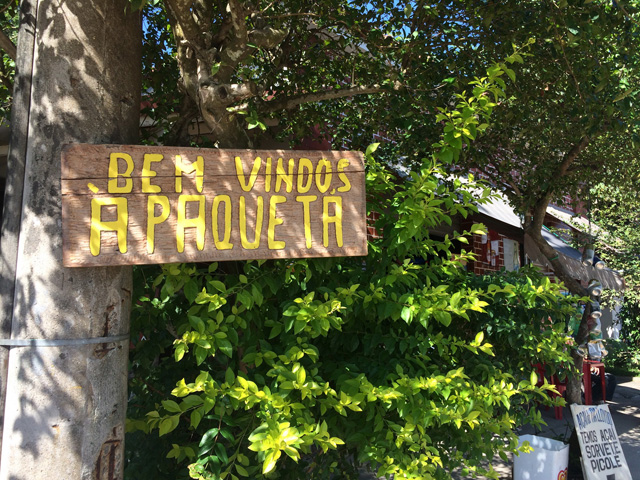 BEM VINDOS
À PAQUETA
TEMOS AÇAI
SORVETE
PICOLE